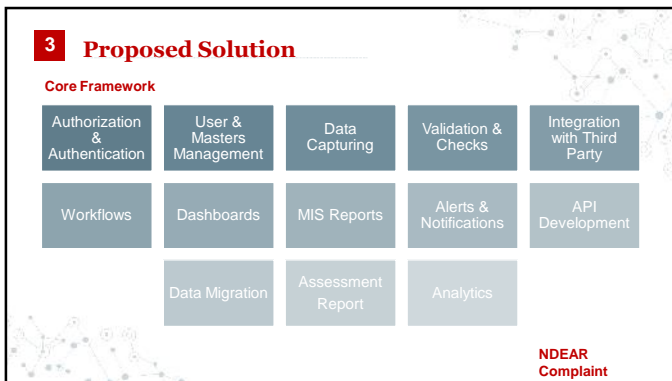 3
Proposed Solution
Core Framework
Authorization
&
Authentication
User &
Masters
Management
Data
Capturing
Validation &
Checks
Integration
with Third
Party
Workflows
Dashboards
MIS Reports
Alerts &
Notifications
API
Development
Data Migration
Assessment
Report
Analytics
NDEAR
Complaint